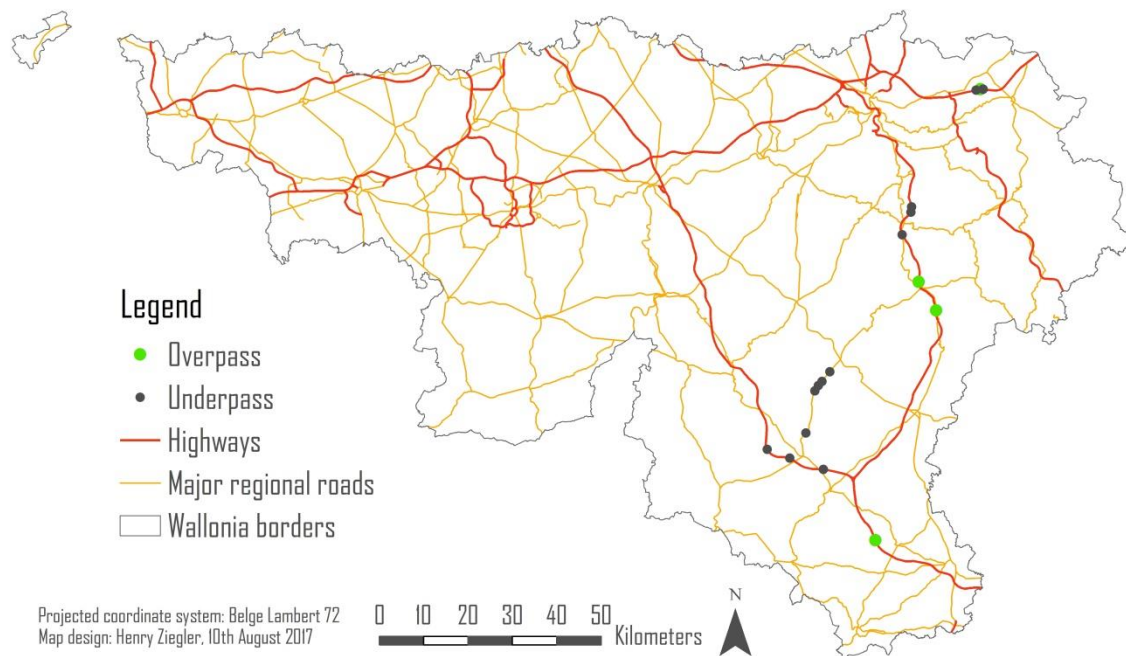 Legend
Overpass
Underpass
Highways
Major regional roads
Wallonia borders
Projected coordinate system: Belge Lambert 72
Map design: Henry Ziegler, 10th August 2017
0 10 20 30 40 50
Kilometers
N